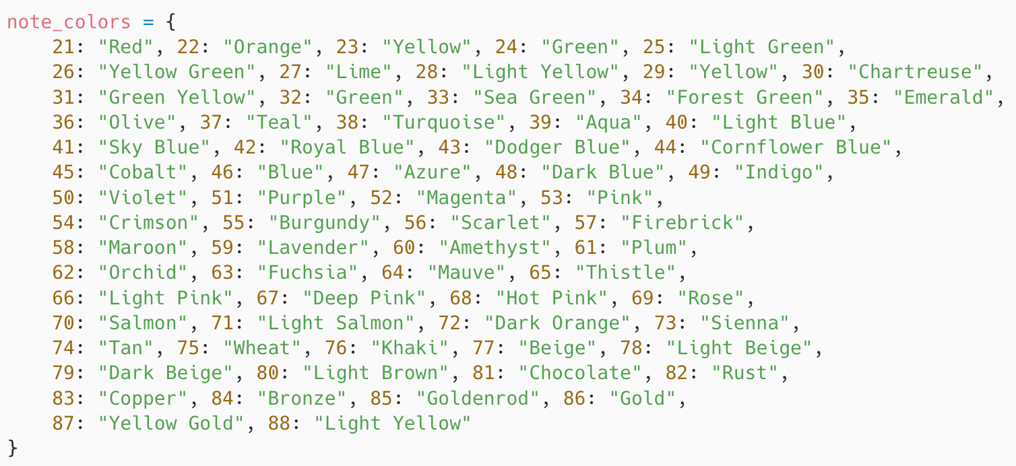 note_colors = {
    21: "Red", 22: "Orange", 23: "Yellow", 24: "Green", 25: "Light Green",
    26: "Yellow Green", 27: "Lime", 28: "Light Yellow", 29: "Yellow", 30: "Chartreuse",
    31: "Green Yellow", 32: "Green", 33: "Sea Green", 34: "Forest Green", 35: "Emerald",
    36: "Olive", 37: "Teal", 38: "Turquoise", 39: "Aqua", 40: "Light Blue",
    41: "Sky Blue", 42: "Royal Blue", 43: "Dodger Blue", 44: "Cornflower Blue",
    45: "Cobalt", 46: "Blue", 47: "Azure", 48: "Dark Blue", 49: "Indigo",
    50: "Violet", 51: "Purple", 52: "Magenta", 53: "Pink",
    54: "Crimson", 55: "Burgundy", 56: "Scarlet", 57: "Firebrick",
    58: "Maroon", 59: "Lavender", 60: "Amethyst", 61: "Plum",
    62: "Orchid", 63: "Fuchsia", 64: "Mauve", 65: "Thistle",
    66: "Light Pink", 67: "Deep Pink", 68: "Hot Pink", 69: "Rose",
    70: "Salmon", 71: "Light Salmon", 72: "Dark Orange", 73: "Sienna",
    74: "Tan", 75: "Wheat", 76: "Khaki", 77: "Beige", 78: "Light Beige",
    79: "Dark Beige", 80: "Light Brown", 81: "Chocolate", 82: "Rust",
    83: "Copper", 84: "Bronze", 85: "Goldenrod", 86: "Gold",
    87: "Yellow Gold", 88: "Light Yellow"
}